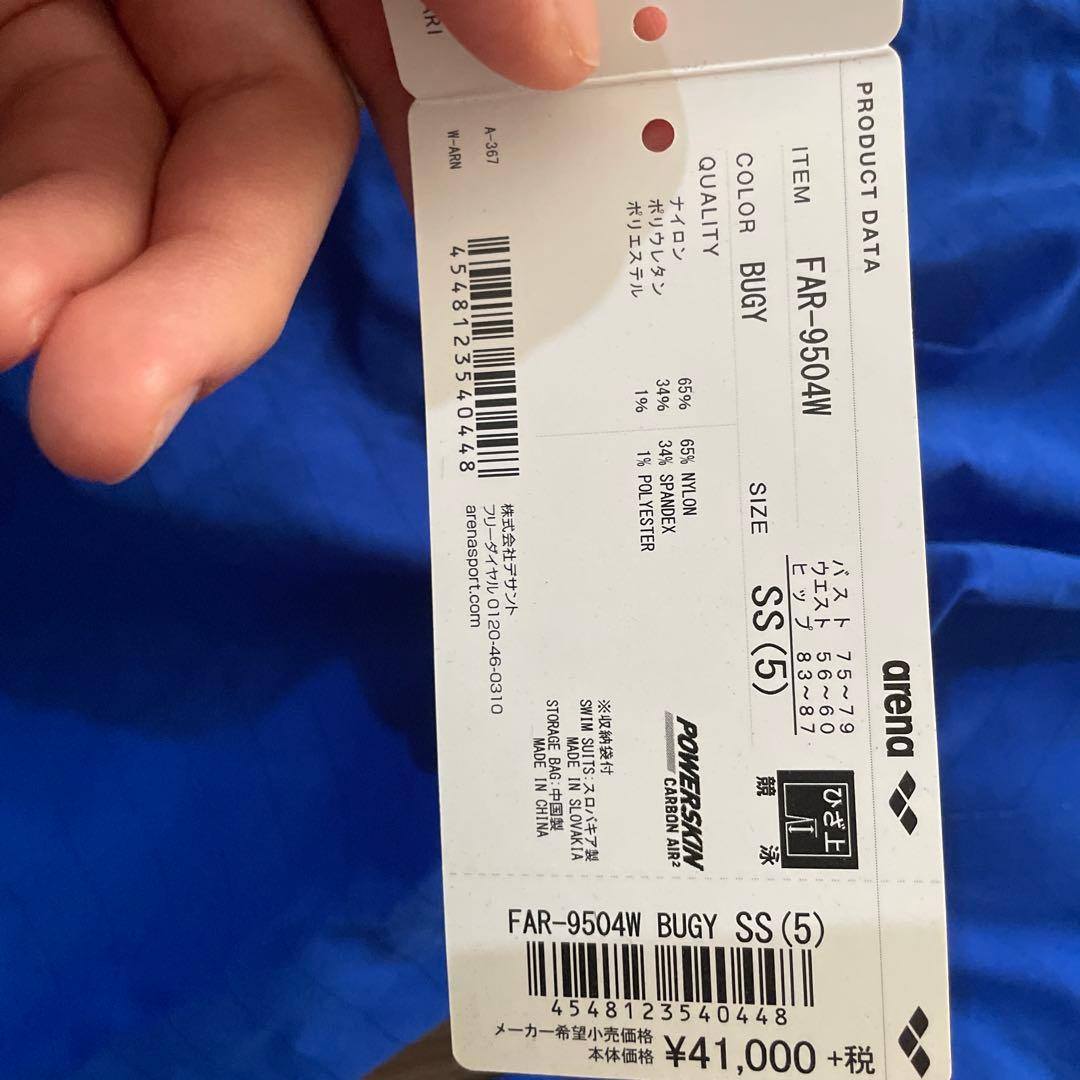 ARI
PRODUCT DATA
arena
ITEM FAR-9504W
バスト 75~79
ウエスト 56~60
ヒップ 83~87
ひざ上
競泳
COLOR BUGY
SIZE SS(5)
QUALITY
ナイロン 65%
ポリウレタン 34%
ポリエステル 1%
65% NYLON
34% SPANDEX
1% POLYESTER
POWERSKIN
CARBON AIR²
※収納袋付
SWIM SUITS:スロバキア製
MADE IN SLOVAKIA
STORAGE BAG:中国製
MADE IN CHINA
A-367
W-ARN
4548123540448
株式会社デサント
フリーダイヤル 0120-46-0310
arenasport.com
FAR-9504W BUGY SS(5)
4548123540448
メーカー希望小売価格
本体価格 ¥41,000 +税